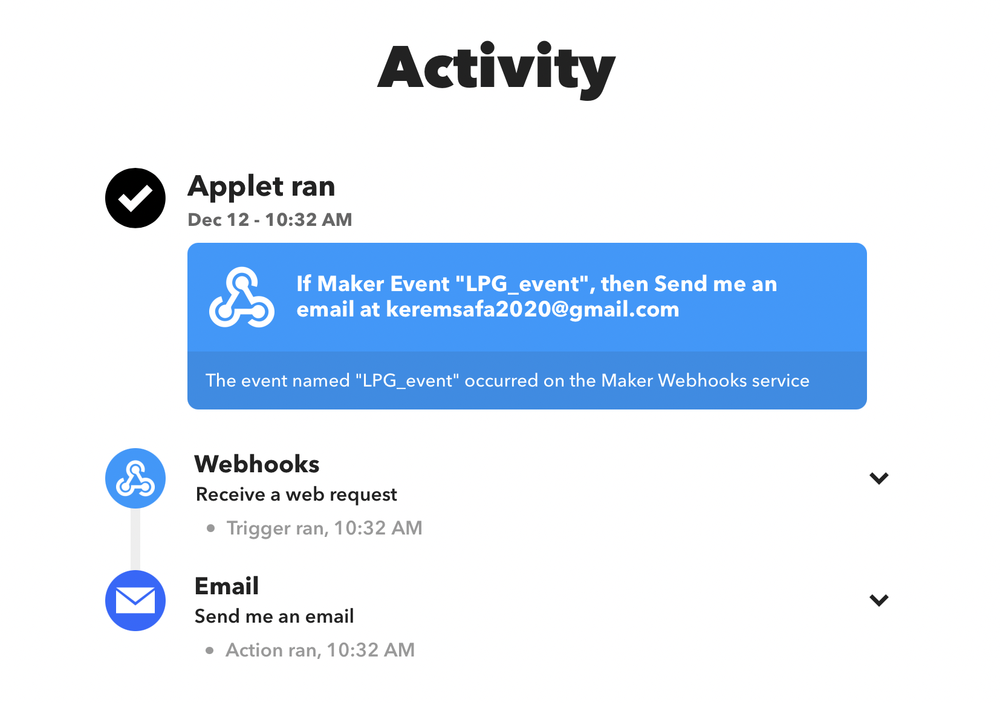 Activity
Applet ran
Dec 12 - 10:32 AM
If Maker Event "LPG_event", then Send me an
email at keremsafa2020@gmail.com
The event named "LPG_event" occurred on the Maker Webhooks service
Webhooks
Receive a web request
• Trigger ran, 10:32 AM
Email
Send me an email
• Action ran, 10:32 AM